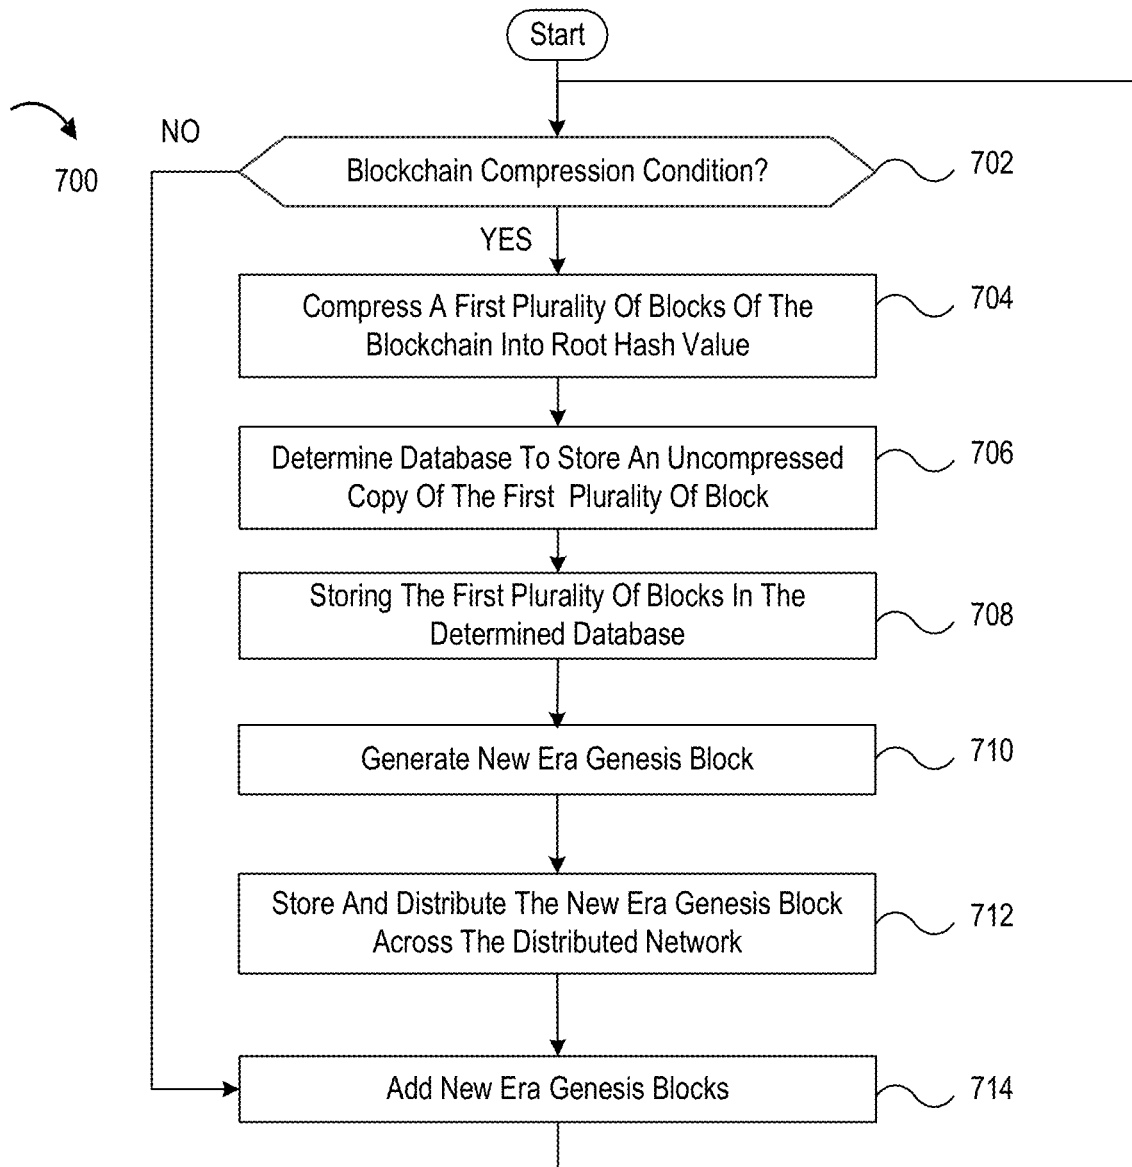 Start
NO
700
Blockchain Compression Condition?
702
YES
Compress A First Plurality Of Blocks Of The
Blockchain Into Root Hash Value
704
Determine Database To Store An Uncompressed
Copy Of The First Plurality Of Block
706
Storing The First Plurality Of Blocks In The
Determined Database
708
Generate New Era Genesis Block
710
Store And Distribute The New Era Genesis Block
Across The Distributed Network
712
Add New Era Genesis Blocks
714